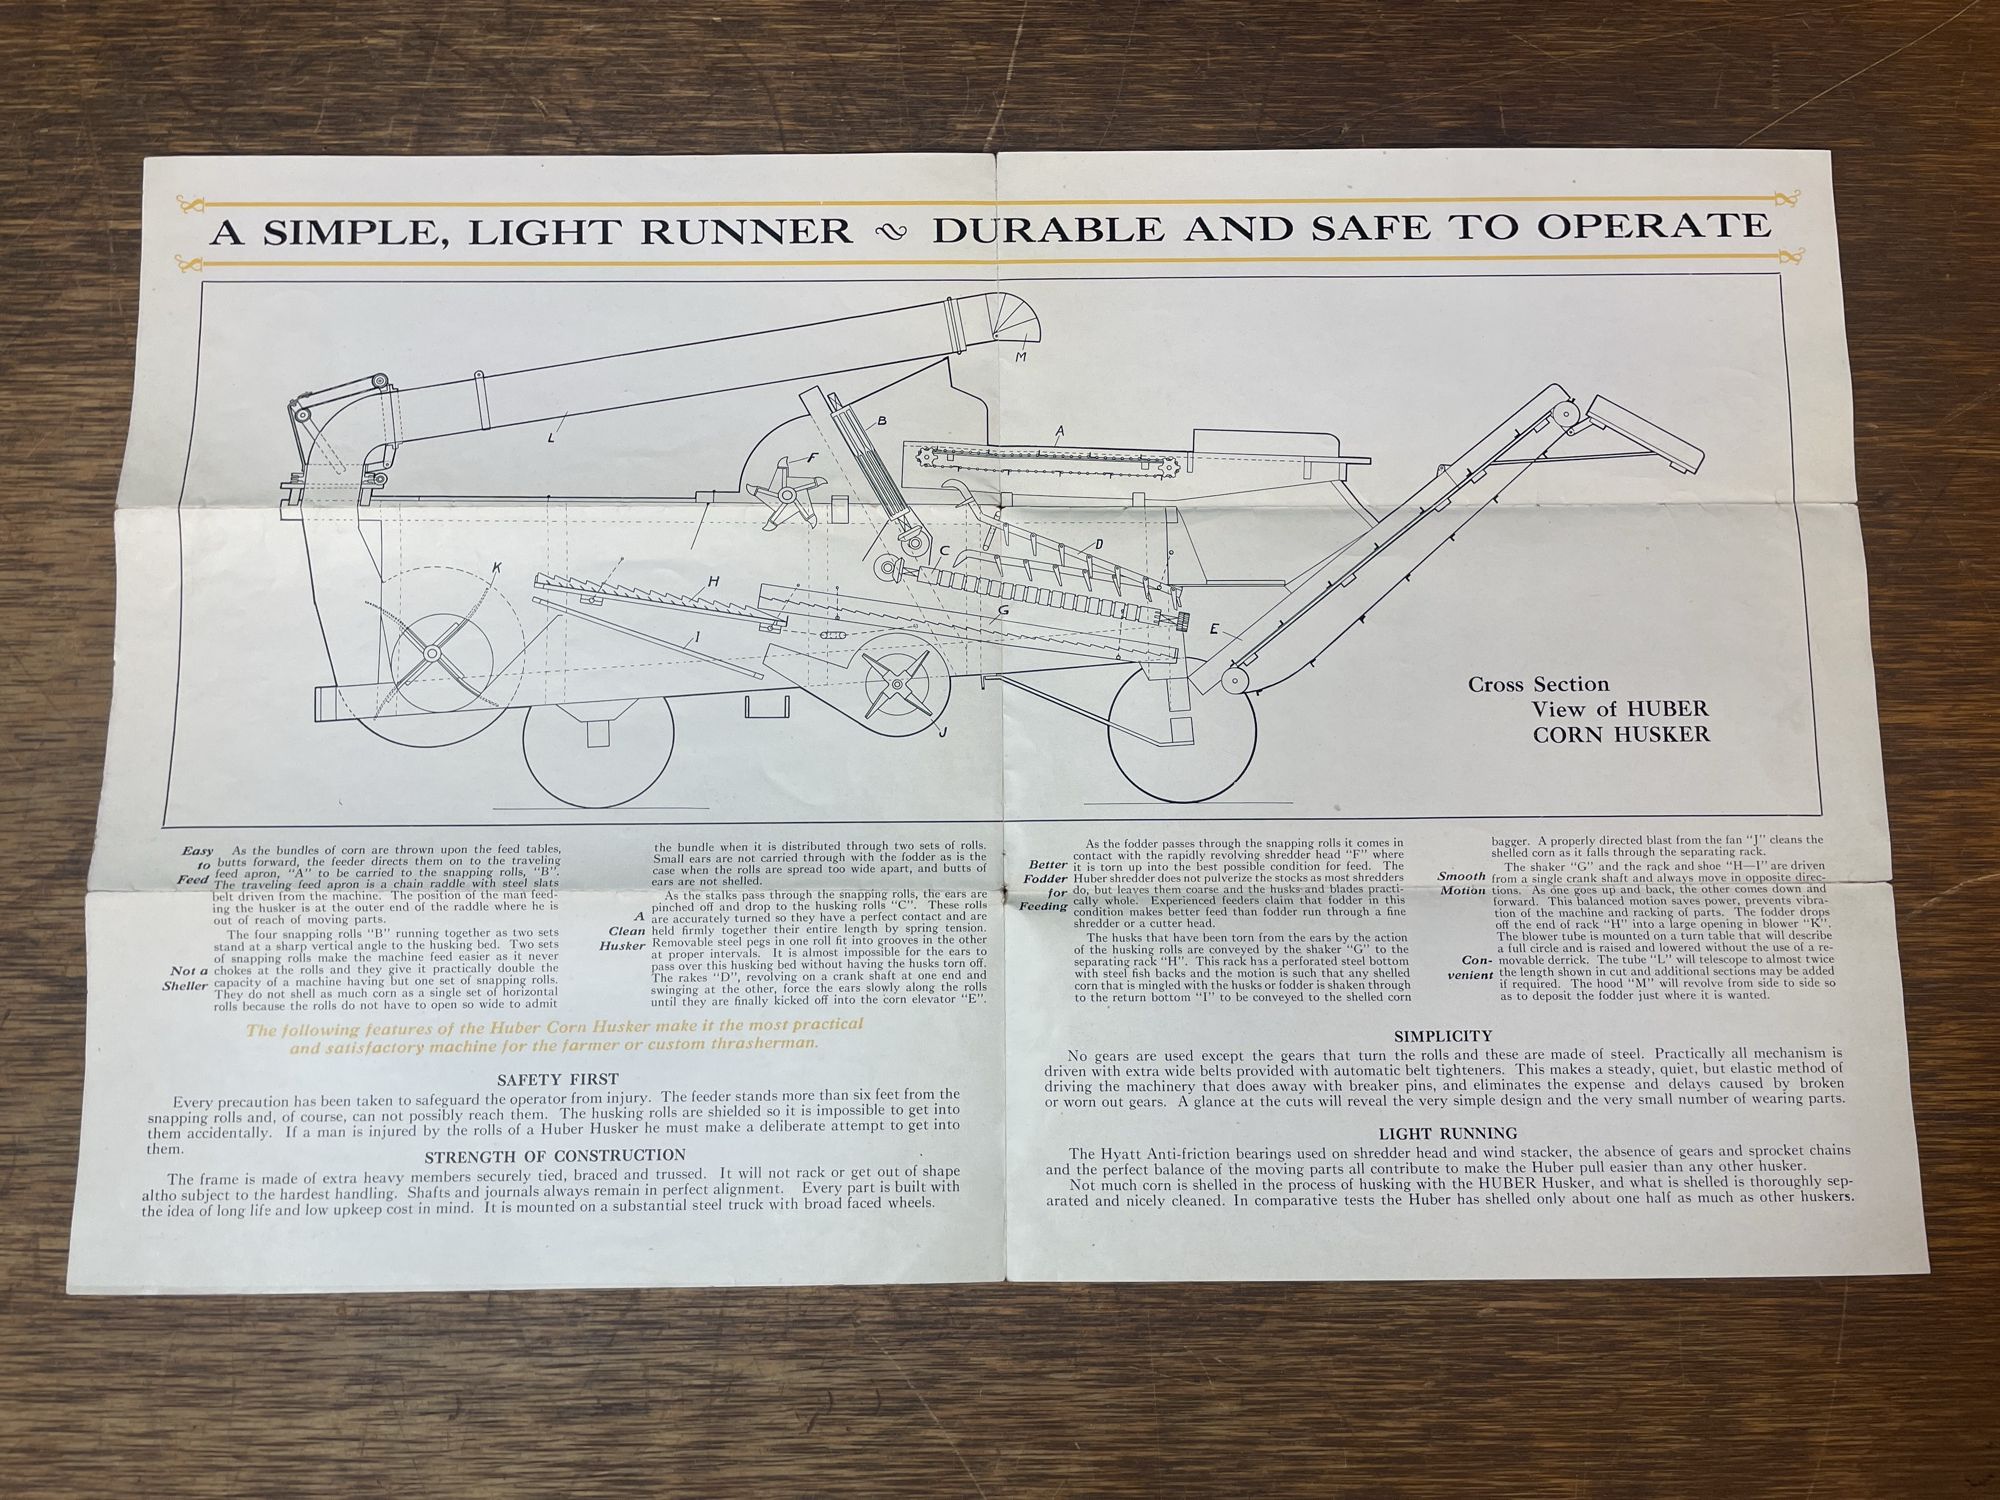 A SIMPLE, LIGHT RUNNER ~ DURABLE AND SAFE TO OPERATE
M
L
B
A
F
K
H
C
D
G
I
E
J
Cross Section
View of HUBER
CORN HUSKER
Easy
to
Feed
As the bundles of corn are thrown upon the feed tables,
butts forward, the feeder directs them on to the traveling
feed apron, "A" to be carried to the snapping rolls, "B".
The traveling feed apron is a chain raddle with steel slats
belt driven from the machine. The position of the man feed-
ing the husker is at the outer end of the raddle where he is
out of reach of moving parts.
The four snapping rolls "B" running together as two sets
stand at a sharp vertical angle to the husking bed. Two sets
of snapping rolls make the machine feed easier as it never
Not a
Sheller
chokes at the rolls and they give it practically double the
capacity of a machine having but one set of snapping rolls.
They do not shell as much corn as a single set of horizontal
rolls because the rolls do not have to open so wide to admit
the bundle when it is distributed through two sets of rolls.
Small ears are not carried through with the fodder as is the
case when the rolls are spread too wide apart, and butts of
ears are not shelled.
As the stalks pass through the snapping rolls, the ears are
pinched off and drop to the husking rolls "C". These rolls
A
Clean
Husker
are accurately turned so they have a perfect contact and are
held firmly together their entire length by spring tension.
Removable steel pegs in one roll fit into grooves in the other
at proper intervals. It is almost impossible for the ears to
pass over this husking bed without having the husks torn off.
The rakes "D", revolving on a crank shaft at one end and
swinging at the other, force the ears slowly along the rolls
until they are finally kicked off into the corn elevator "E".
As the fodder passes through the snapping rolls it comes in
contact with the rapidly revolving shredder head "F" where
Better
Fodder
for
Feeding
it is torn up into the best possible condition for feed. The
Huber shredder does not pulverize the stocks as most shredders
do, but leaves them coarse and the husks and blades practi-
cally whole. Experienced feeders claim that fodder in this
condition makes better feed than fodder run through a fine
shredder or a cutter head.
The husks that have been torn from the ears by the action
of the husking rolls are conveyed by the shaker "G" to the
separating rack "H". This rack has a perforated steel bottom
with steel fish backs and the motion is such that any shelled
corn that is mingled with the husks or fodder is shaken through
to the return bottom "I" to be conveyed to the shelled corn
bagger. A properly directed blast from the fan "J" cleans the
shelled corn as it falls through the separating rack.
The shaker "G" and the rack and shoe "H—I" are driven
Smooth
Motion
from a single crank shaft and always move in opposite direc-
tions. As one goes up and back, the other comes down and
forward. This balanced motion saves power, prevents vibra-
tion of the machine and racking of parts. The fodder drops
off the end of rack "H" into a large opening in blower "K".
The blower tube is mounted on a turn table that will describe
a full circle and is raised and lowered without the use of a re-
Con-
venient
movable derrick. The tube "L" will telescope to almost twice
the length shown in cut and additional sections may be added
if required. The hood "M" will revolve from side to side so
as to deposit the fodder just where it is wanted.
The following features of the Huber Corn Husker make it the most practical
and satisfactory machine for the farmer or custom thrasherman.
SAFETY FIRST
Every precaution has been taken to safeguard the operator from injury. The feeder stands more than six feet from the
snapping rolls and, of course, can not possibly reach them. The husking rolls are shielded so it is impossible to get into
them accidentally. If a man is injured by the rolls of a Huber Husker he must make a deliberate attempt to get into
them.
STRENGTH OF CONSTRUCTION
The frame is made of extra heavy members securely tied, braced and trussed. It will not rack or get out of shape
altho subject to the hardest handling. Shafts and journals always remain in perfect alignment. Every part is built with
the idea of long life and low upkeep cost in mind. It is mounted on a substantial steel truck with broad faced wheels.
SIMPLICITY
No gears are used except the gears that turn the rolls and these are made of steel. Practically all mechanism is
driven with extra wide belts provided with automatic belt tighteners. This makes a steady, quiet, but elastic method of
driving the machinery that does away with breaker pins, and eliminates the expense and delays caused by broken
or worn out gears. A glance at the cuts will reveal the very simple design and the very small number of wearing parts.
LIGHT RUNNING
The Hyatt Anti-friction bearings used on shredder head and wind stacker, the absence of gears and sprocket chains
and the perfect balance of the moving parts all contribute to make the Huber pull easier than any other husker.
Not much corn is shelled in the process of husking with the HUBER Husker, and what is shelled is thoroughly sep-
arated and nicely cleaned. In comparative tests the Huber has shelled only about one half as much as other huskers.